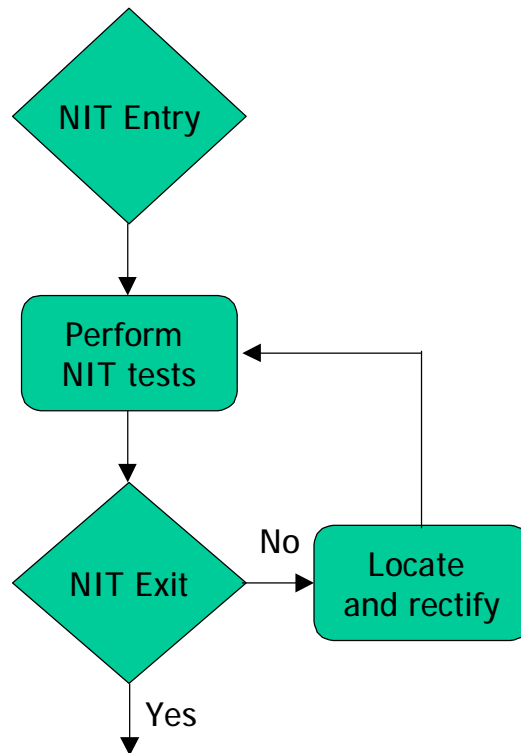 NIT Entry
Perform
NIT tests
NIT Exit
No
Locate
and rectify
Yes